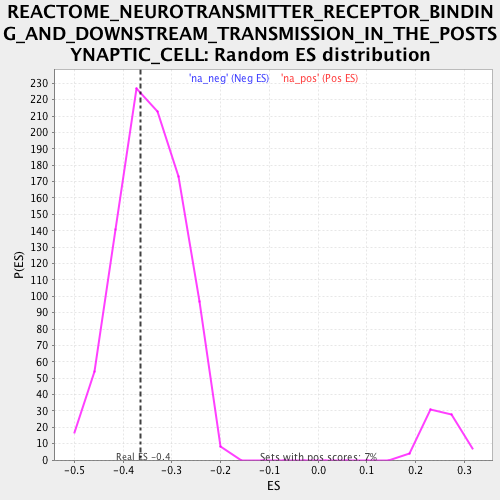 REACTOME_NEUROTRANSMITTER_RECEPTOR_BINDIN
G_AND_DOWNSTREAM_TRANSMISSION_IN_THE_POSTS
YNAPTIC_CELL: Random ES distribution
'na_neg' (Neg ES) 'na_pos' (Pos ES)
230
220
210
200
190
180
170
160
150
140
130
120
110
100
90
80
70
60
50
40
30
20
10
0
P(ES)
Real ES -0.4
Sets with pos scores: 7%
-0.5 -0.4 -0.3 -0.2 -0.1 0.0 0.1 0.2 0.3
ES